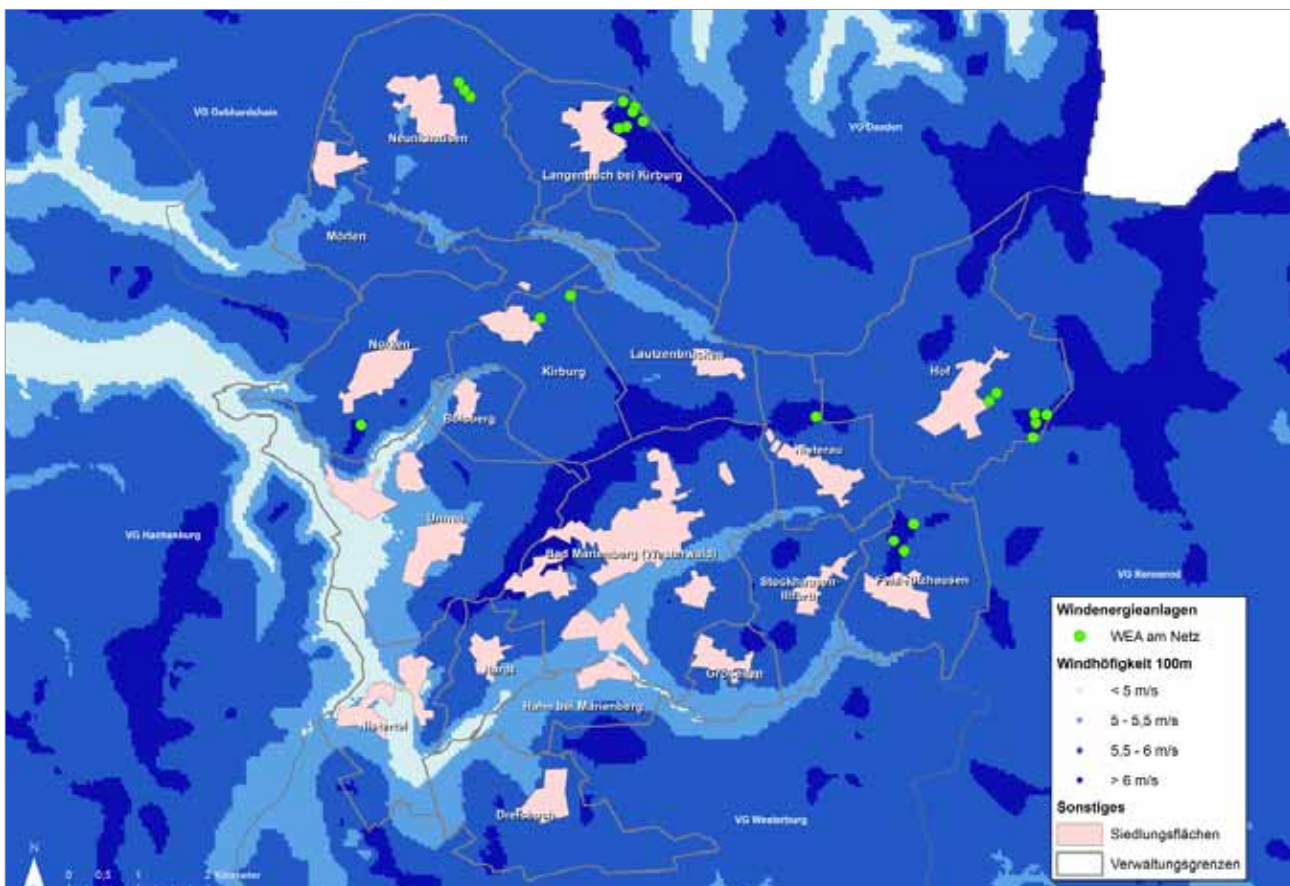 VG Gebhardshain
VG Daaden
Neunkhausen
Langenbach bei Kirburg
Mörlen
Norken
Kirburg
Lautzenbrücken
Hof
Bölsberg
Nisterau
Unnau
VG Hachenburg
Bad Marienberg (Westerwald)
Stockhausen-
Illfurth
Fehl-Ritzhausen
VG Rennerod
Hardt
Großseifen
Hahn bei Marienberg
Nistertal
Dreisbach
VG Westerburg
N
0 0,5 1 2 Kilometer
Windenergieanlagen
WEA am Netz
Windhöfigkeit 100m
< 5 m/s
5 - 5,5 m/s
5,5 - 6 m/s
> 6 m/s
Sonstiges
Siedlungsflächen
Verwaltungsgrenzen